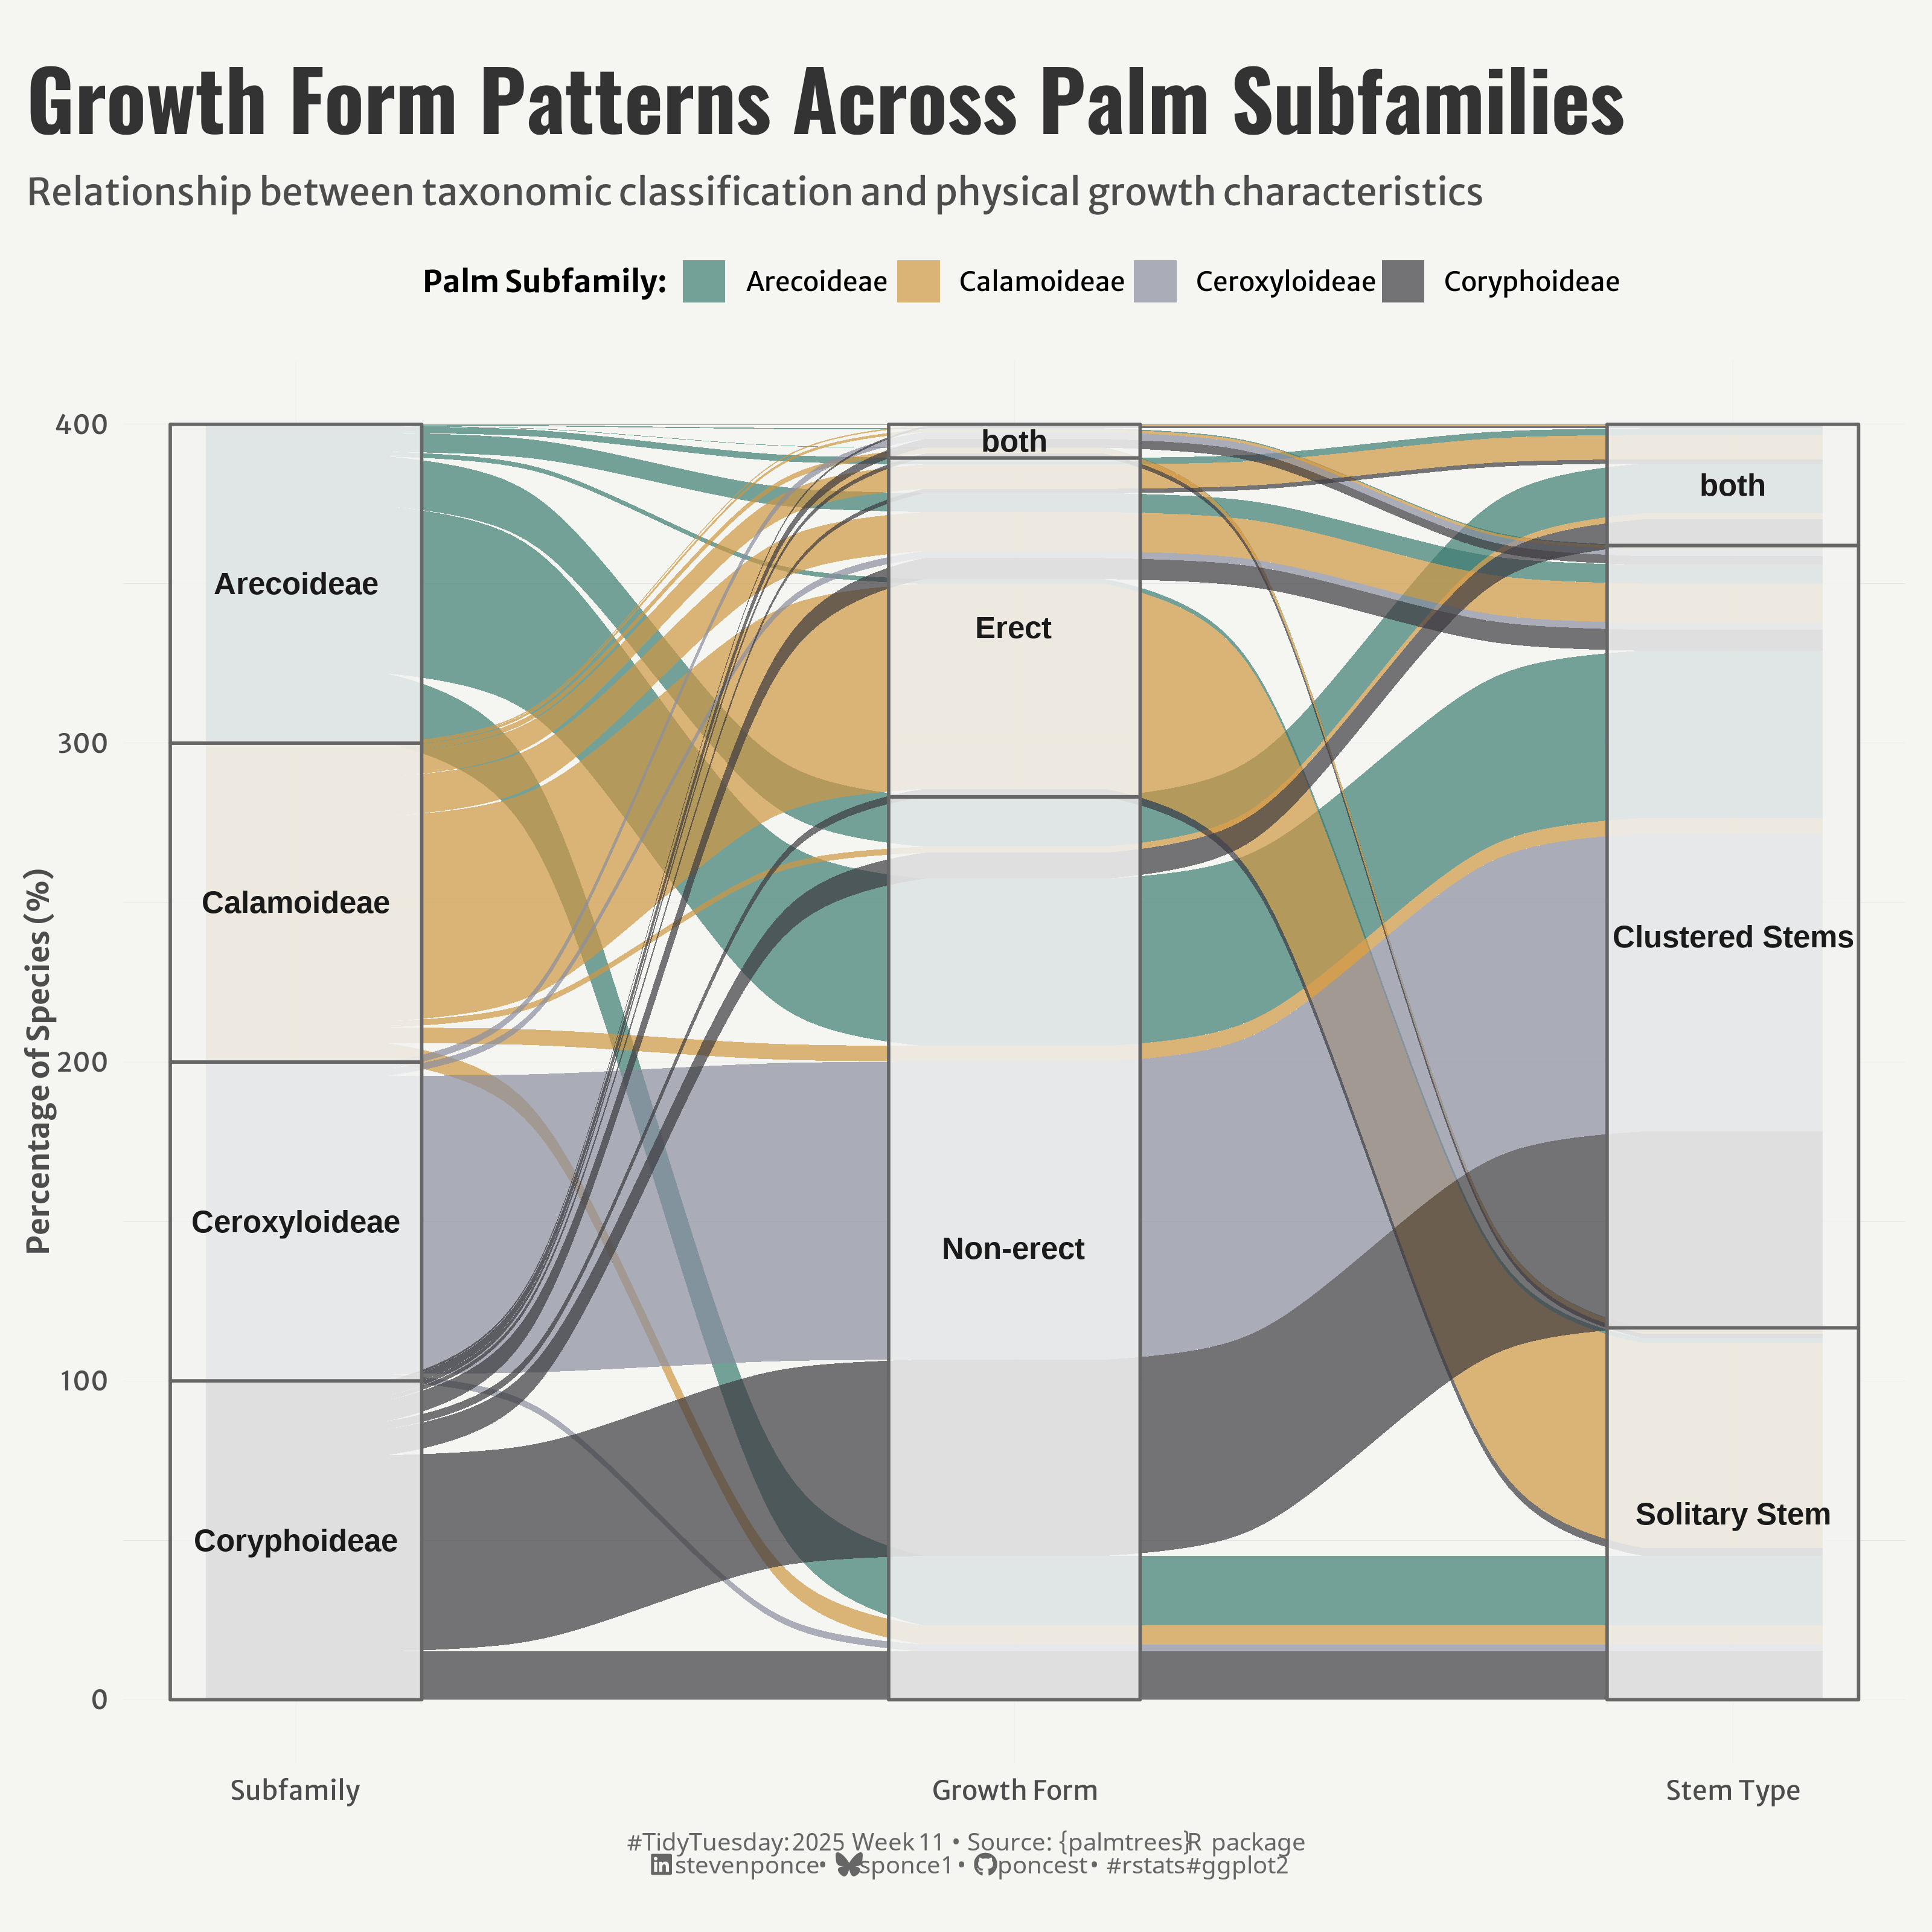 Growth Form Patterns Across Palm Subfamilies
Relationship between taxonomic classification and physical growth characteristics
Palm Subfamily: Arecoideae Calamoideae Ceroxyloideae Coryphoideae
Percentage of Species (%)
400
300
200
100
0
Arecoideae
Calamoideae
Ceroxyloideae
Coryphoideae
both
Erect
Non-erect
both
Clustered Stems
Solitary Stem
Subfamily
Growth Form
Stem Type
#TidyTuesday: 2025 Week 11 • Source: {palmtrees} R package
stevenponce • sponce1 • poncest • #rstats #ggplot2